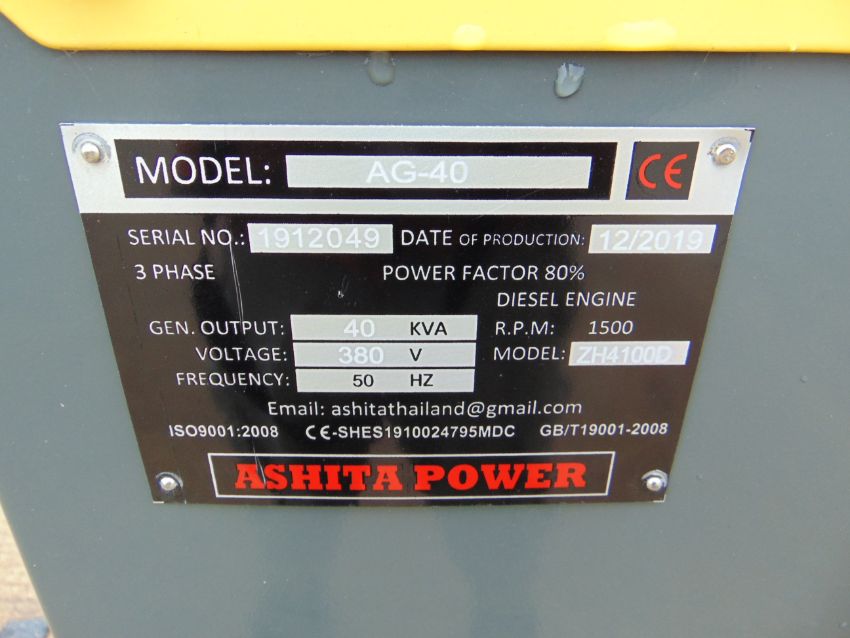 MODEL: AG-40 CE
SERIAL NO.: 1912049 DATE OF PRODUCTION: 12/2019
3 PHASE POWER FACTOR 80%
DIESEL ENGINE
GEN. OUTPUT: 40 KVA R.P.M: 1500
VOLTAGE: 380 V MODEL: ZH4100D
FREQUENCY: 50 HZ
Email: ashitathailand@gmail.com
ISO9001:2008 CE-SHES1910024795MDC GB/T19001-2008
ASHITA POWER